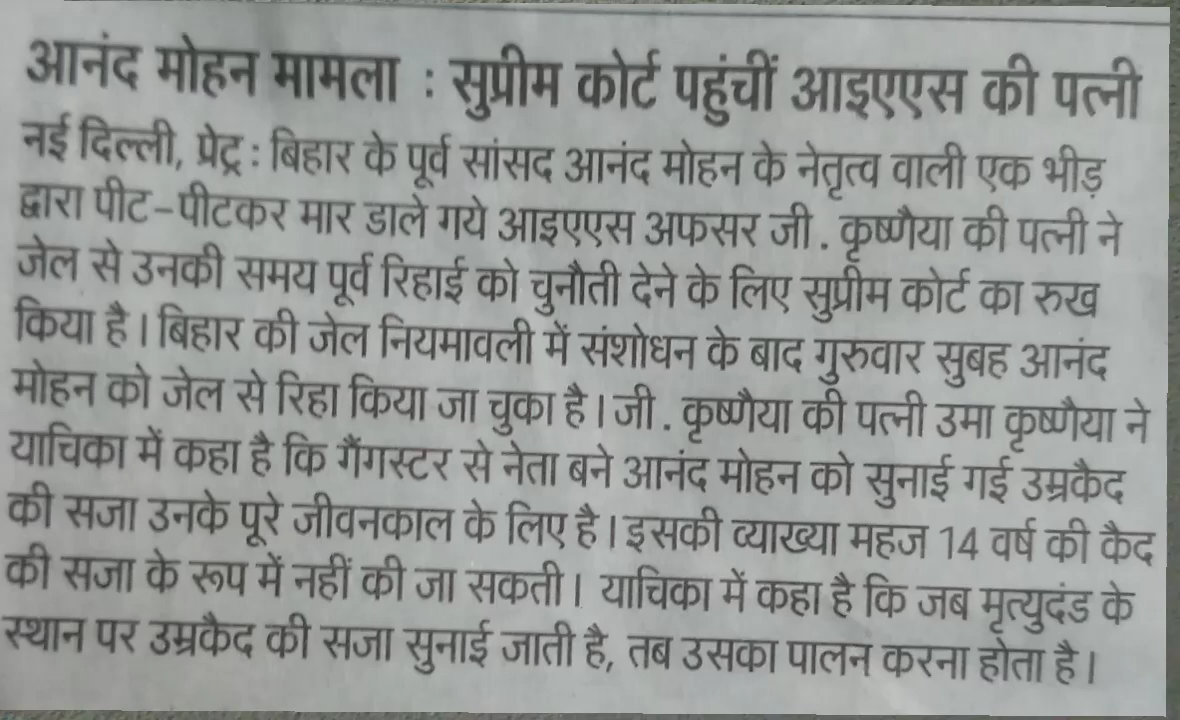 आनंद मोहन मामला : सुप्रीम कोर्ट पहुंचीं आइएएस की पत्नी
नई दिल्ली, प्रेट्र : बिहार के पूर्व सांसद आनंद मोहन के नेतृत्व वाली एक भीड़
द्वारा पीट-पीटकर मार डाले गये आइएएस अफसर जी . कृष्णैया की पत्नी ने
जेल से उनकी समय पूर्व रिहाई को चुनौती देने के लिए सुप्रीम कोर्ट का रुख
किया है। बिहार की जेल नियमावली में संशोधन के बाद गुरुवार सुबह आनंद
मोहन को जेल से रिहा किया जा चुका है। जी . कृष्णैया की पत्नी उमा कृष्णैया ने
याचिका में कहा है कि गैंगस्टर से नेता बने आनंद मोहन को सुनाई गई उम्रकैद
की सजा उनके पूरे जीवनकाल के लिए है। इसकी व्याख्या महज 14 वर्ष की कैद
की सजा के रूप में नहीं की जा सकती। याचिका में कहा है कि जब मृत्युदंड के
स्थान पर उम्रकैद की सजा सुनाई जाती है, तब उसका पालन करना होता है।